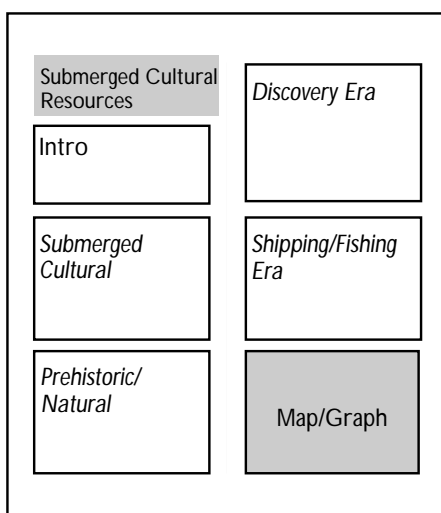 Submerged Cultural
Resources
Intro
Submerged
Cultural
Prehistoric/
Natural
Discovery Era
Shipping/Fishing
Era
Map/Graph